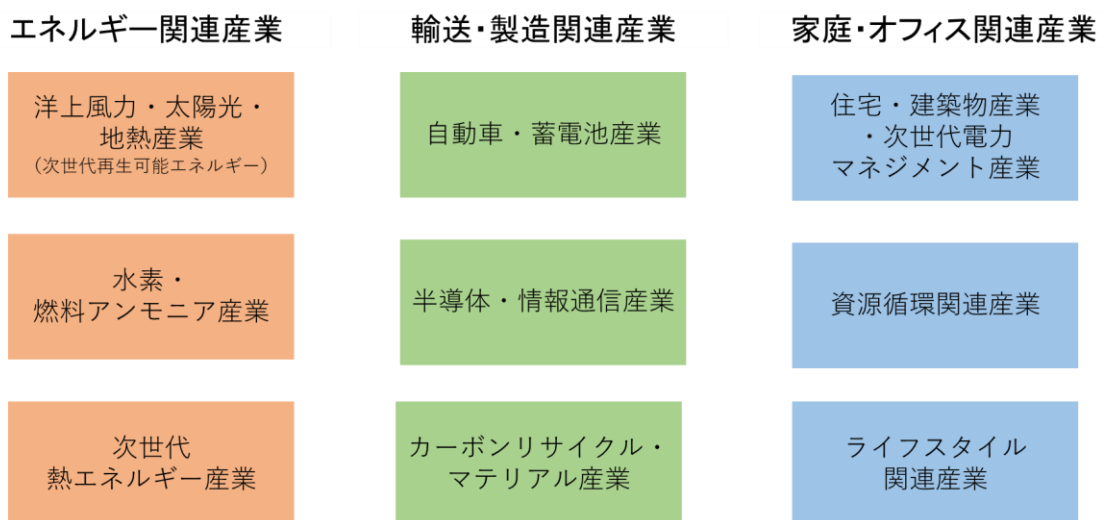 エネルギー関連産業
輸送・製造関連産業
家庭・オフィス関連産業
洋上風力・太陽光・
地熱産業
（次世代再生可能エネルギー）
自動車・蓄電池産業
住宅・建築物産業
・次世代電力
マネジメント産業
水素・
燃料アンモニア産業
半導体・情報通信産業
資源循環関連産業
次世代
熱エネルギー産業
カーボンリサイクル・
マテリアル産業
ライフスタイル
関連産業